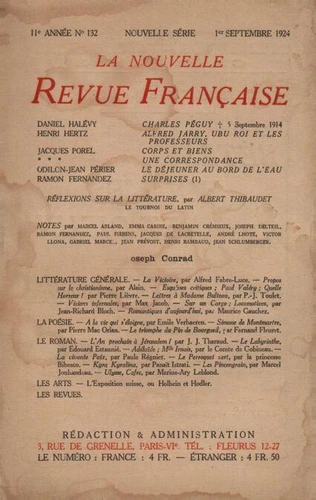 11e ANNÉE No 132 NOUVELLE SÉRIE 1er SEPTEMBRE 1924
LA NOUVELLE
REVUE FRANÇAISE
DANIEL HALÉVY CHARLES PÉGUY † 5 Septembre 1914
HENRI HERTZ ALFRED JARRY, UBU ROI ET LES
PROFESSEURS
JACQUES POREL CORPS ET BIENS
* * * UNE CORRESPONDANCE
ODILON-JEAN PÉRIER LE DÉJEUNER AU BORD DE L'EAU
RAMON FERNANDEZ SURPRISES (1)
RÉFLEXIONS SUR LA LITTÉRATURE, par ALBERT THIBAUDET
LE TOURNOI DU LATIN
NOTES par MARCEL ARLAND, EMMA CABIRE, BENJAMIN CRÉMIEUX, JOSEPH DELTEIL,
RAMON FERNANDEZ, PAUL FIERENS, JACQUES DE LACRETELLE, ANDRÉ LHOTE, VICTOR
LLONA, GABRIEL MARCEL, JEAN PRÉVOST, HENRI RAMBAUD, JEAN SCHLUMBERGER.
oseph Conrad
LITTÉRATURE GÉNÉRALE. — La Victoire, par Alfred Fabre-Luce. — Propos
sur le christianisme, par Alain. — Esquisses critiques ; Paul Valéry ; Quelle
Horreur ! par Pierre Lièvre. — Lettres à Madame Bulteau, par P.-J. Toulet.
— Visions infernales, par Max Jacob. — Sur un Corps ; Locomotives, par
Jean-Richard Bloch. — Romantiques d'aujourd'hui, par Maurice Gauchez.
LA POÉSIE. — A la vie qui s'éloigne, par Emile Verhaeren. — Simone de Montmartre,
par Pierre Mac Orlan. — Le triomphe de Pin de Bourgueil, par Fernand Fleuret.
LE ROMAN. — L'An prochain à Jérusalem ! par J. J. Tharaud. — Le Labyrinthe,
par Edouard Estaunié. — Adélaïde ; Mlle Irnois, par le Comte de Gobineau.
— La vivante Paix, par Paule Régnier. — Le Perroquet vert, par la princesse
Bibesco. — Kyra Kyralina, par Panaït Istrati. — Les Pincengrain, par Marcel
Jouhandeau. — Ulysse, Cafre, par Marius-Ary Leblond.
LES ARTS — L'Exposition suisse, ou Holbein et Hodler.
LES REVUES.
RÉDACTION & ADMINISTRATION
3, RUE DE GRENELLE, PARIS-VIe. TÉL. : FLEURUS 12-27
LE NUMÉRO : FRANCE : 4 FR. — ÉTRANGER : 4 FR. 50